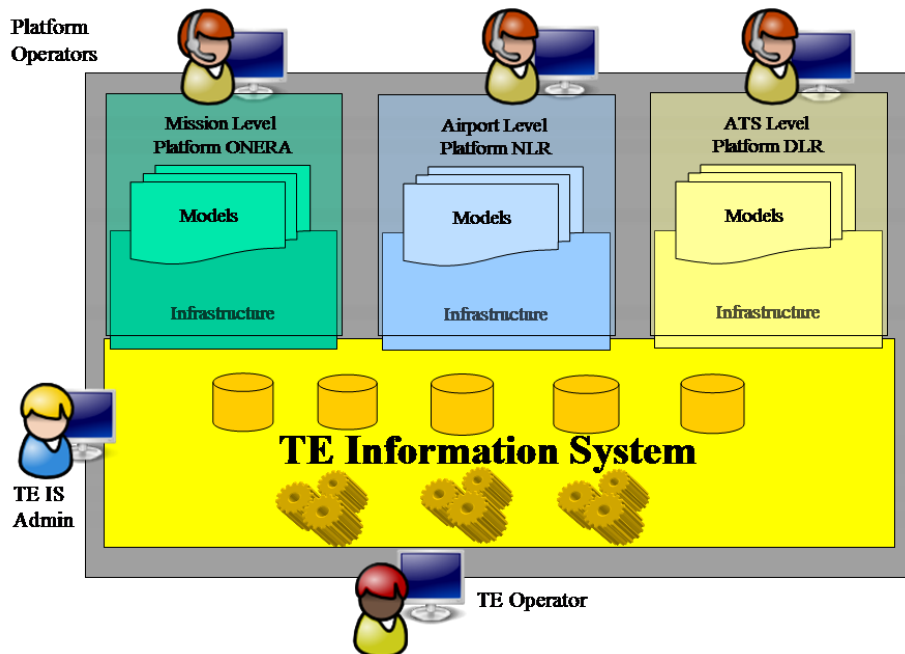 Platform
Operators
Mission Level
Platform ONERA
Models
Infrastructure
Airport Level
Platform NLR
Models
Infrastructure
ATS Level
Platform DLR
Models
Infrastructure
TE Information System
TE IS
Admin
TE Operator